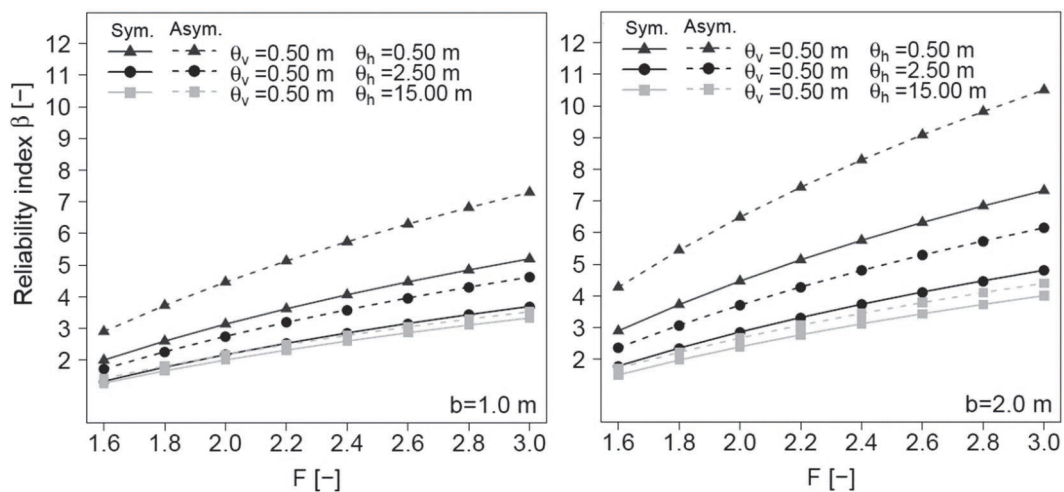 Sym. Asym.
θv =0.50 m θh =0.50 m
θv =0.50 m θh =2.50 m
θv =0.50 m θh =15.00 m
12
11
10
9
8
7
6
5
4
3
2
Reliability index β [–]
b=1.0 m
1.6 1.8 2.0 2.2 2.4 2.6 2.8 3.0
F [–]
Sym. Asym.
θv =0.50 m θh =0.50 m
θv =0.50 m θh =2.50 m
θv =0.50 m θh =15.00 m
12
11
10
9
8
7
6
5
4
3
2
b=2.0 m
1.6 1.8 2.0 2.2 2.4 2.6 2.8 3.0
F [–]